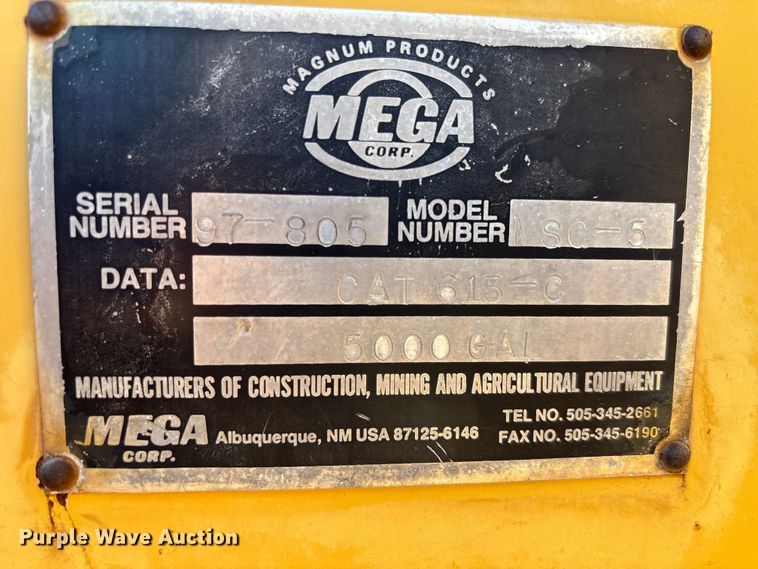 MAGNUM PRODUCTS
MEGA
CORP.
SERIAL NUMBER 97-805 MODEL NUMBER MSC-5
DATA: CAT 613-C
5000 GAL
MANUFACTURERS OF CONSTRUCTION, MINING AND AGRICULTURAL EQUIPMENT
MEGA CORP. Albuquerque, NM USA 87125-6146
TEL NO. 505-345-2661
FAX NO. 505-345-6190
Purple Wave Auction